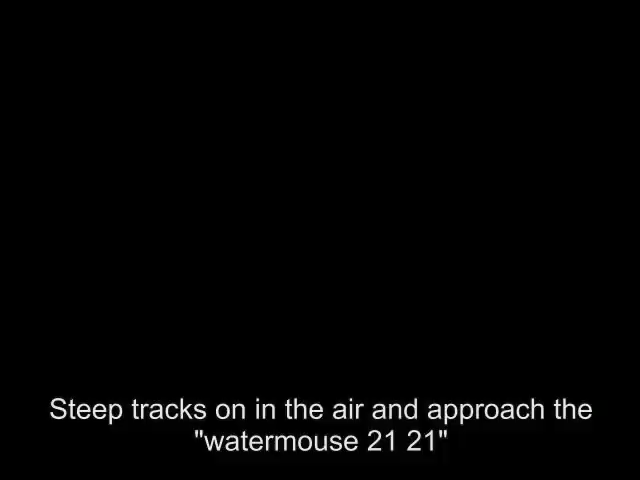 Steep tracks on in the air and approach the
"watermouse 21 21"